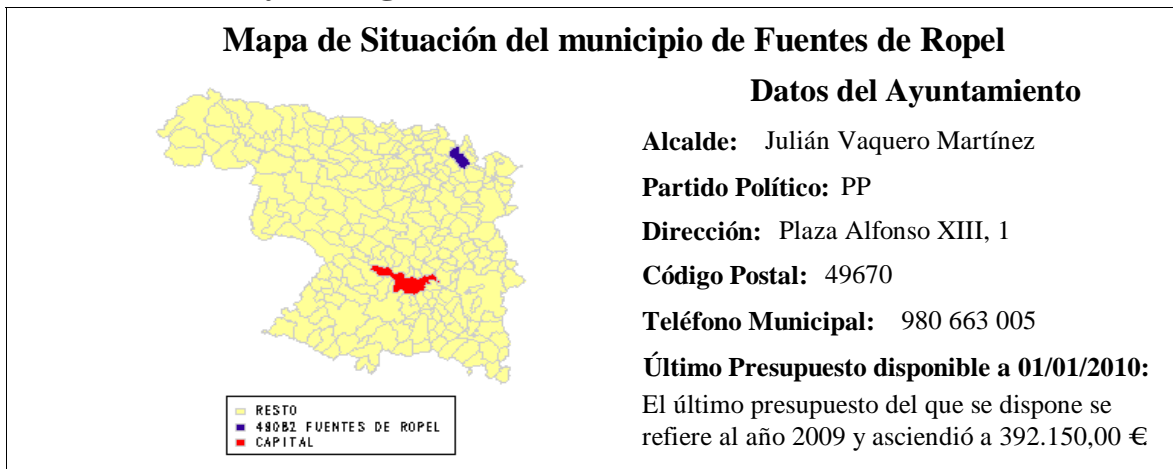 Mapa de Situación del municipio de Fuentes de Ropel
Datos del Ayuntamiento
Alcalde: Julián Vaquero Martínez
Partido Político: PP
Dirección: Plaza Alfonso XIII, 1
Código Postal: 49670
Teléfono Municipal: 980 663 005
Último Presupuesto disponible a 01/01/2010:
El último presupuesto del que se dispone se
refiere al año 2009 y asciendió a 392.150,00 €
RESTO
49082 FUENTES DE ROPEL
CAPITAL